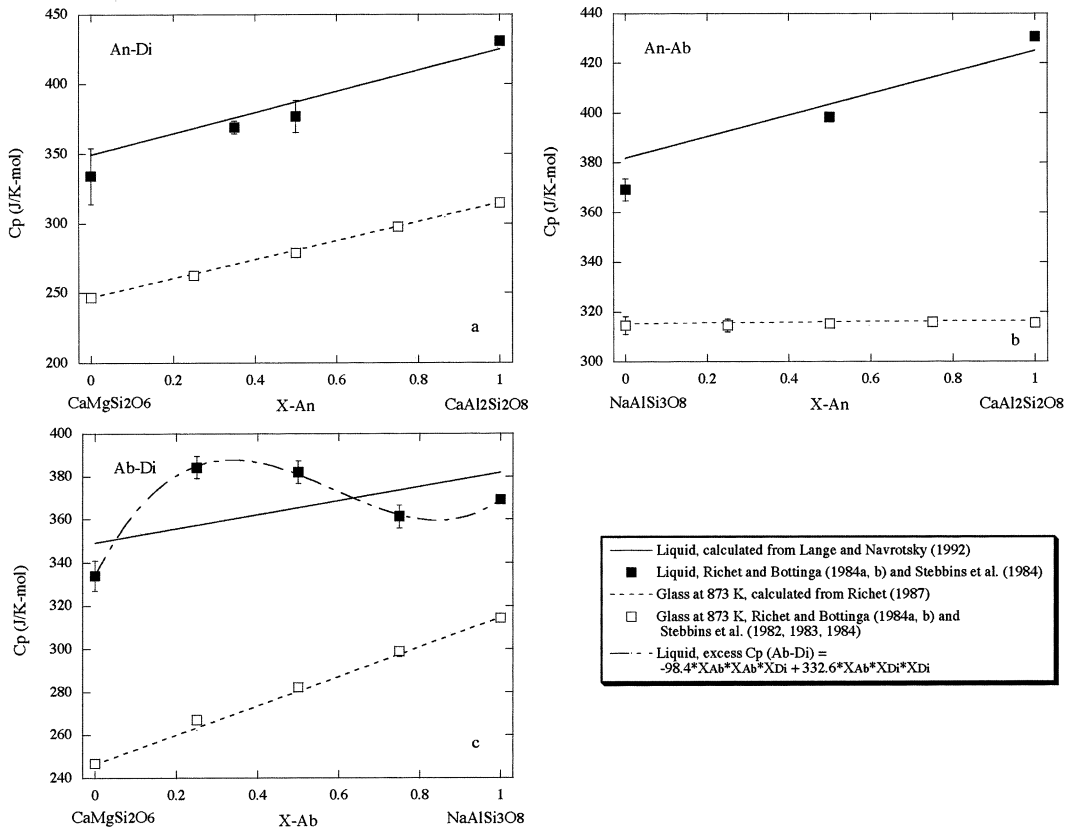 An-Di
Cp (J/K-mol)
450
400
350
300
250
200
a
0 0.2 0.4 0.6 0.8 1
CaMgSi2O6 X-An CaAl2Si2O8
An-Ab
Cp (J/K-mol)
440
420
400
380
360
340
320
300
b
0 0.2 0.4 0.6 0.8 1
NaAlSi3O8 X-An CaAl2Si2O8
Ab-Di
Cp (J/K-mol)
400
380
360
340
320
300
280
260
240
c
0 0.2 0.4 0.6 0.8 1
CaMgSi2O6 X-Ab NaAlSi3O8
Liquid, calculated from Lange and Navrotsky (1992)
Liquid, Richet and Bottinga (1984a, b) and Stebbins et al. (1984)
Glass at 873 K, calculated from Richet (1987)
Glass at 873 K, Richet and Bottinga (1984a, b) and
Stebbins et al. (1982, 1983, 1984)
Liquid, excess Cp (Ab-Di) =
-98.4*XAb*XAb*XDi + 332.6*XAb*XDi*XDi